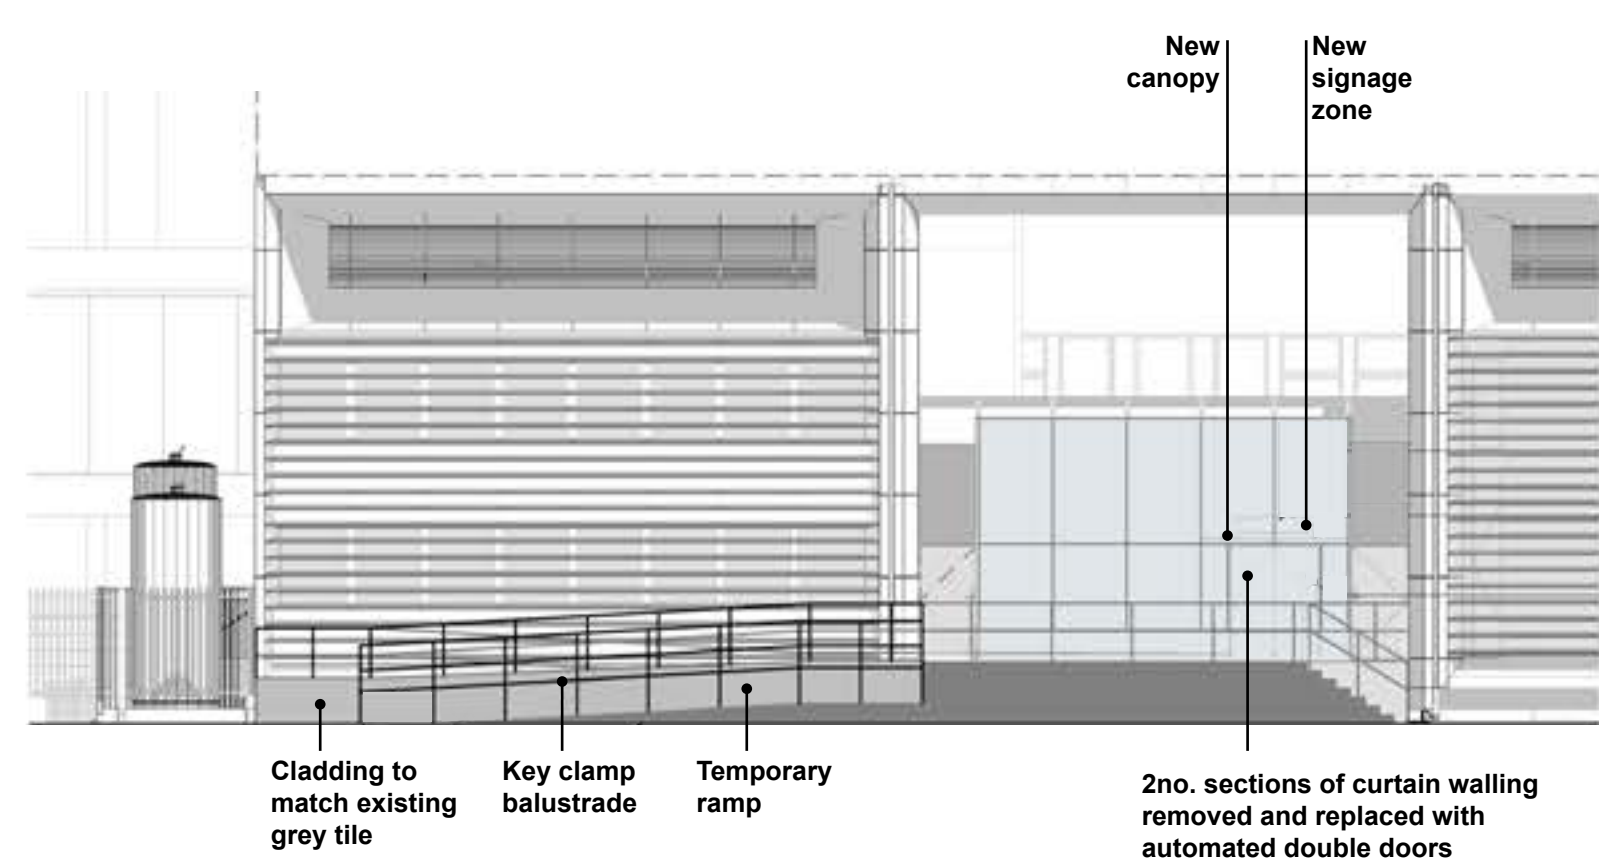 New
canopy
New
signage
zone
Cladding to
match existing
grey tile
Key clamp
balustrade
Temporary
ramp
2no. sections of curtain walling
removed and replaced with
automated double doors